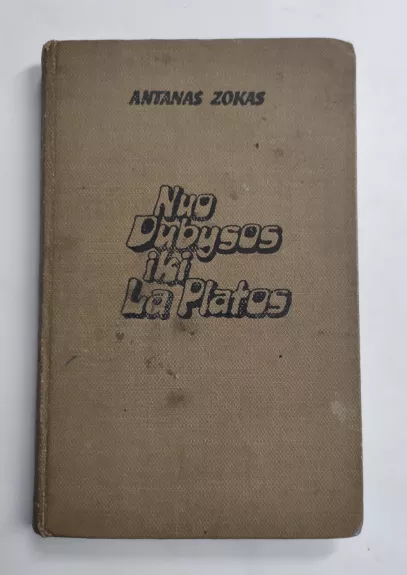 ANTANAS ZOKAS
Nuo
Dubysos
iki
La Platos